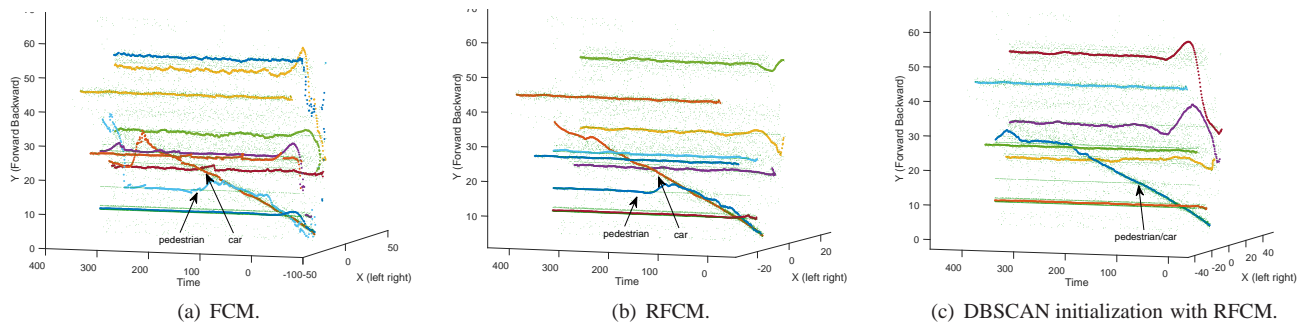 Y (Forward Backward)
60
50
40
30
20
10
0
400
300
200
100
0
-100
-50
0
50
Time
X (left right)
pedestrian
car
(a) FCM.
Y (Forward Backward)
60
50
40
30
20
10
400
300
200
100
0
-20
0
20
Time
X (left right)
pedestrian
car
(b) RFCM.
Y (Forward Backward)
60
50
40
30
20
10
0
400
300
200
100
0
-40
-20
0
20
40
Time
X (left right)
pedestrian/car
(c) DBSCAN initialization with RFCM.